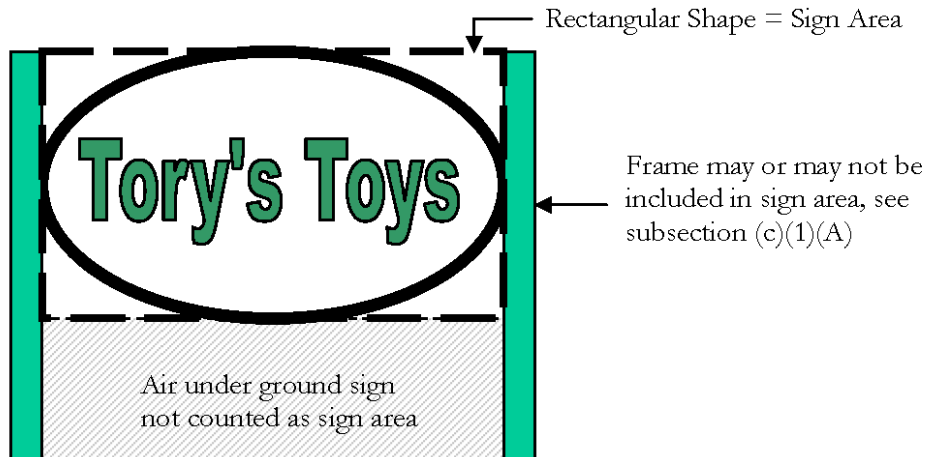 Rectangular Shape = Sign Area
Tory's Toys
Frame may or may not be
included in sign area, see
subsection (c)(1)(A)
Air under ground sign
not counted as sign area